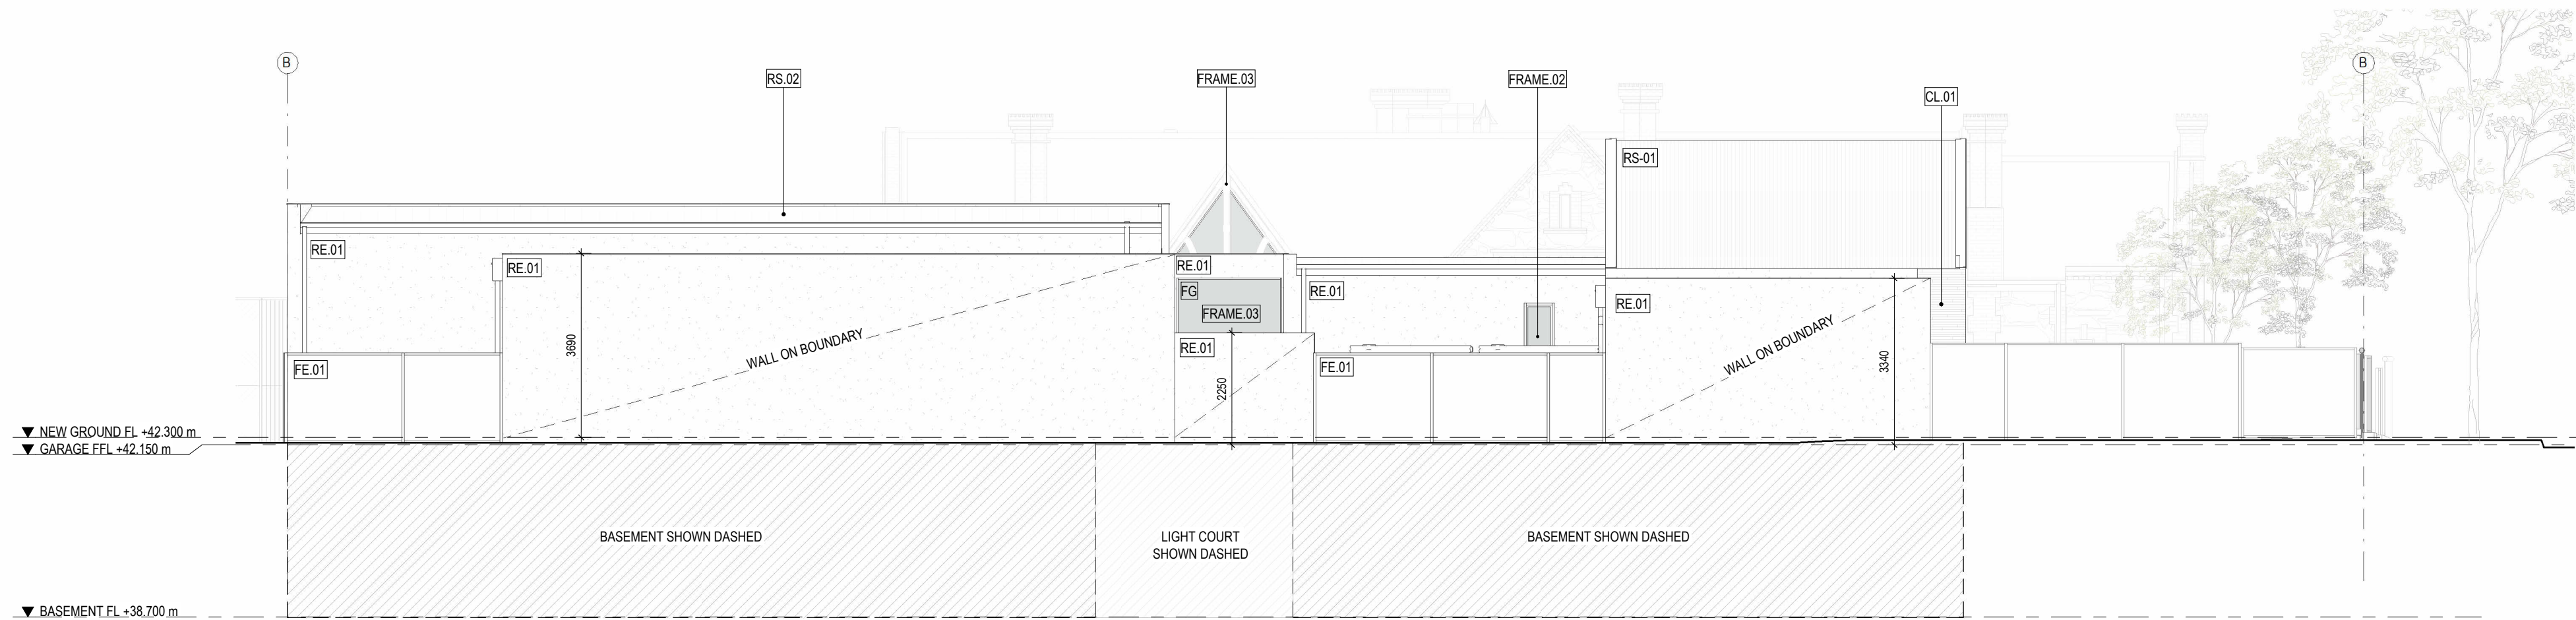 B
B
RS.02
FRAME.03
FRAME.02
CL.01
RS-01
RE.01
RE.01
RE.01
FG
FRAME.03
RE.01
RE.01
RE.01
WALL ON BOUNDARY
WALL ON BOUNDARY
3690
2250
3340
FE.01
FE.01
NEW GROUND FL +42.300 m
GARAGE FFL +42.150 m
BASEMENT SHOWN DASHED
LIGHT COURT
SHOWN DASHED
BASEMENT SHOWN DASHED
BASEMENT FL +38.700 m